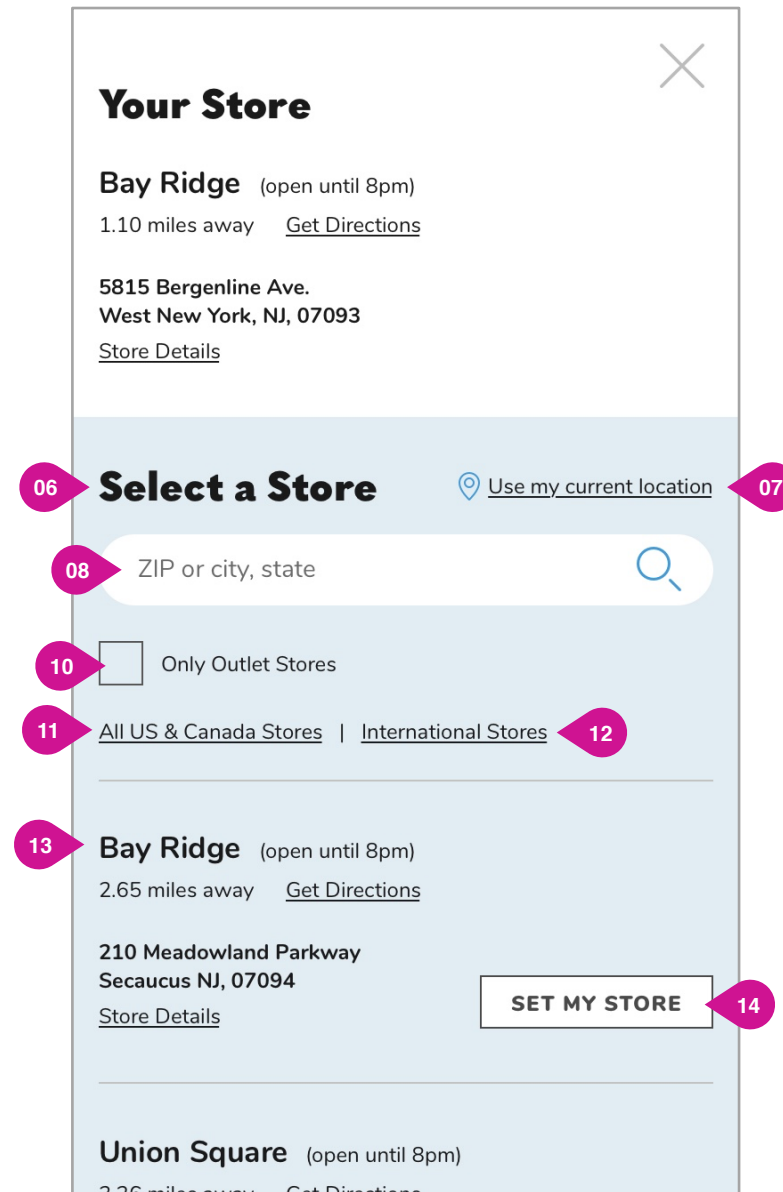 Your Store
Bay Ridge (open until 8pm)
1.10 miles away Get Directions
5815 Bergenline Ave.
West New York, NJ, 07093
Store Details
06 Select a Store Use my current location 07
08 ZIP or city, state
10 Only Outlet Stores
11 All US & Canada Stores | International Stores 12
13 Bay Ridge (open until 8pm)
2.65 miles away Get Directions
210 Meadowland Parkway
Secaucus NJ, 07094
Store Details
SET MY STORE 14
Union Square (open until 8pm)
miles away Get Directions